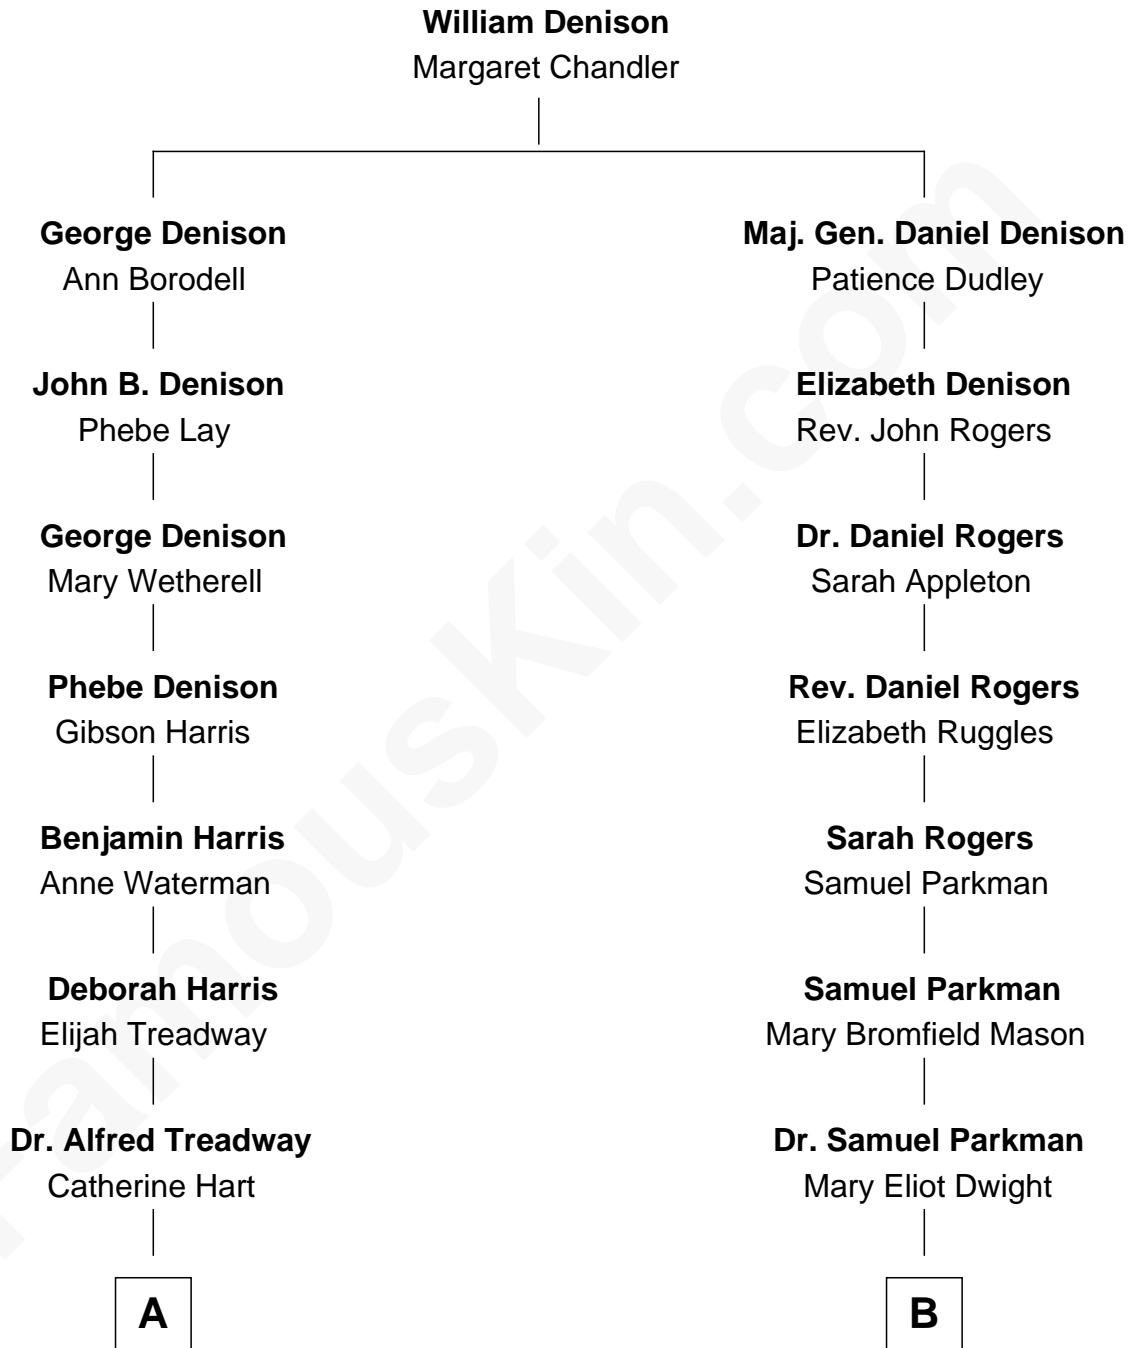 William Denison
Margaret Chandler
George Denison
Ann Borodell
John B. Denison
Phebe Lay
George Denison
Mary Wetherell
Phebe Denison
Gibson Harris
Benjamin Harris
Anne Waterman
Deborah Harris
Elijah Treadway
Dr. Alfred Treadway
Catherine Hart
A
Maj. Gen. Daniel Denison
Patience Dudley
Elizabeth Denison
Rev. John Rogers
Dr. Daniel Rogers
Sarah Appleton
Rev. Daniel Rogers
Elizabeth Ruggles
Sarah Rogers
Samuel Parkman
Samuel Parkman
Mary Bromfield Mason
Dr. Samuel Parkman
Mary Eliot Dwight
B
FamousKin.com